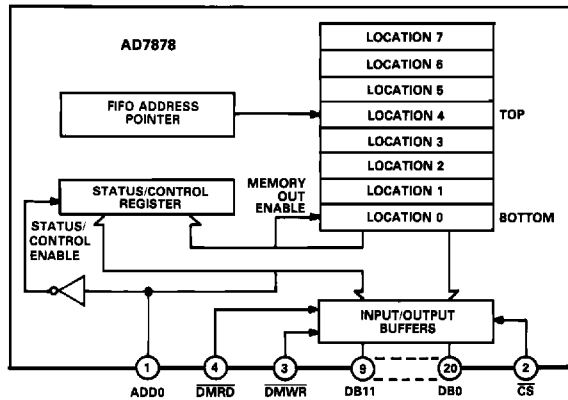 AD7878
LOCATION 7
LOCATION 6
LOCATION 5
FIFO ADDRESS
POINTER
LOCATION 4
TOP
LOCATION 3
LOCATION 2
STATUS/CONTROL
REGISTER
MEMORY
OUT
ENABLE
LOCATION 1
LOCATION 0
BOTTOM
STATUS/
CONTROL
ENABLE
INPUT/OUTPUT
BUFFERS
1
4
3
9
20
2
ADD0
DMRD
DMWR
DB11
DB0
CS